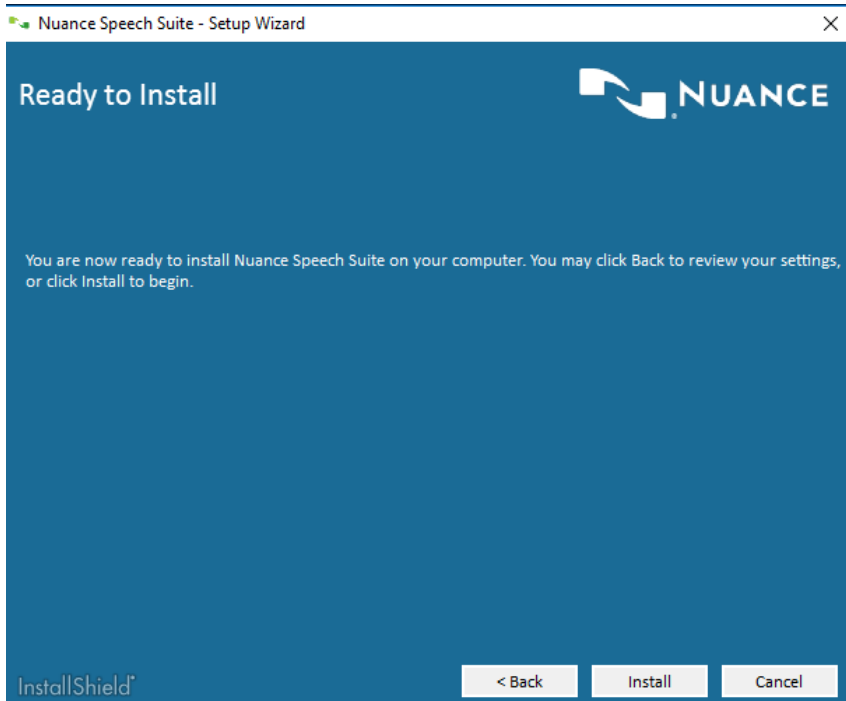 Nuance Speech Suite - Setup Wizard
Ready to Install
NUANCE
You are now ready to install Nuance Speech Suite on your computer. You may click Back to review your settings,
or click Install to begin.
InstallShield
< Back
Install
Cancel